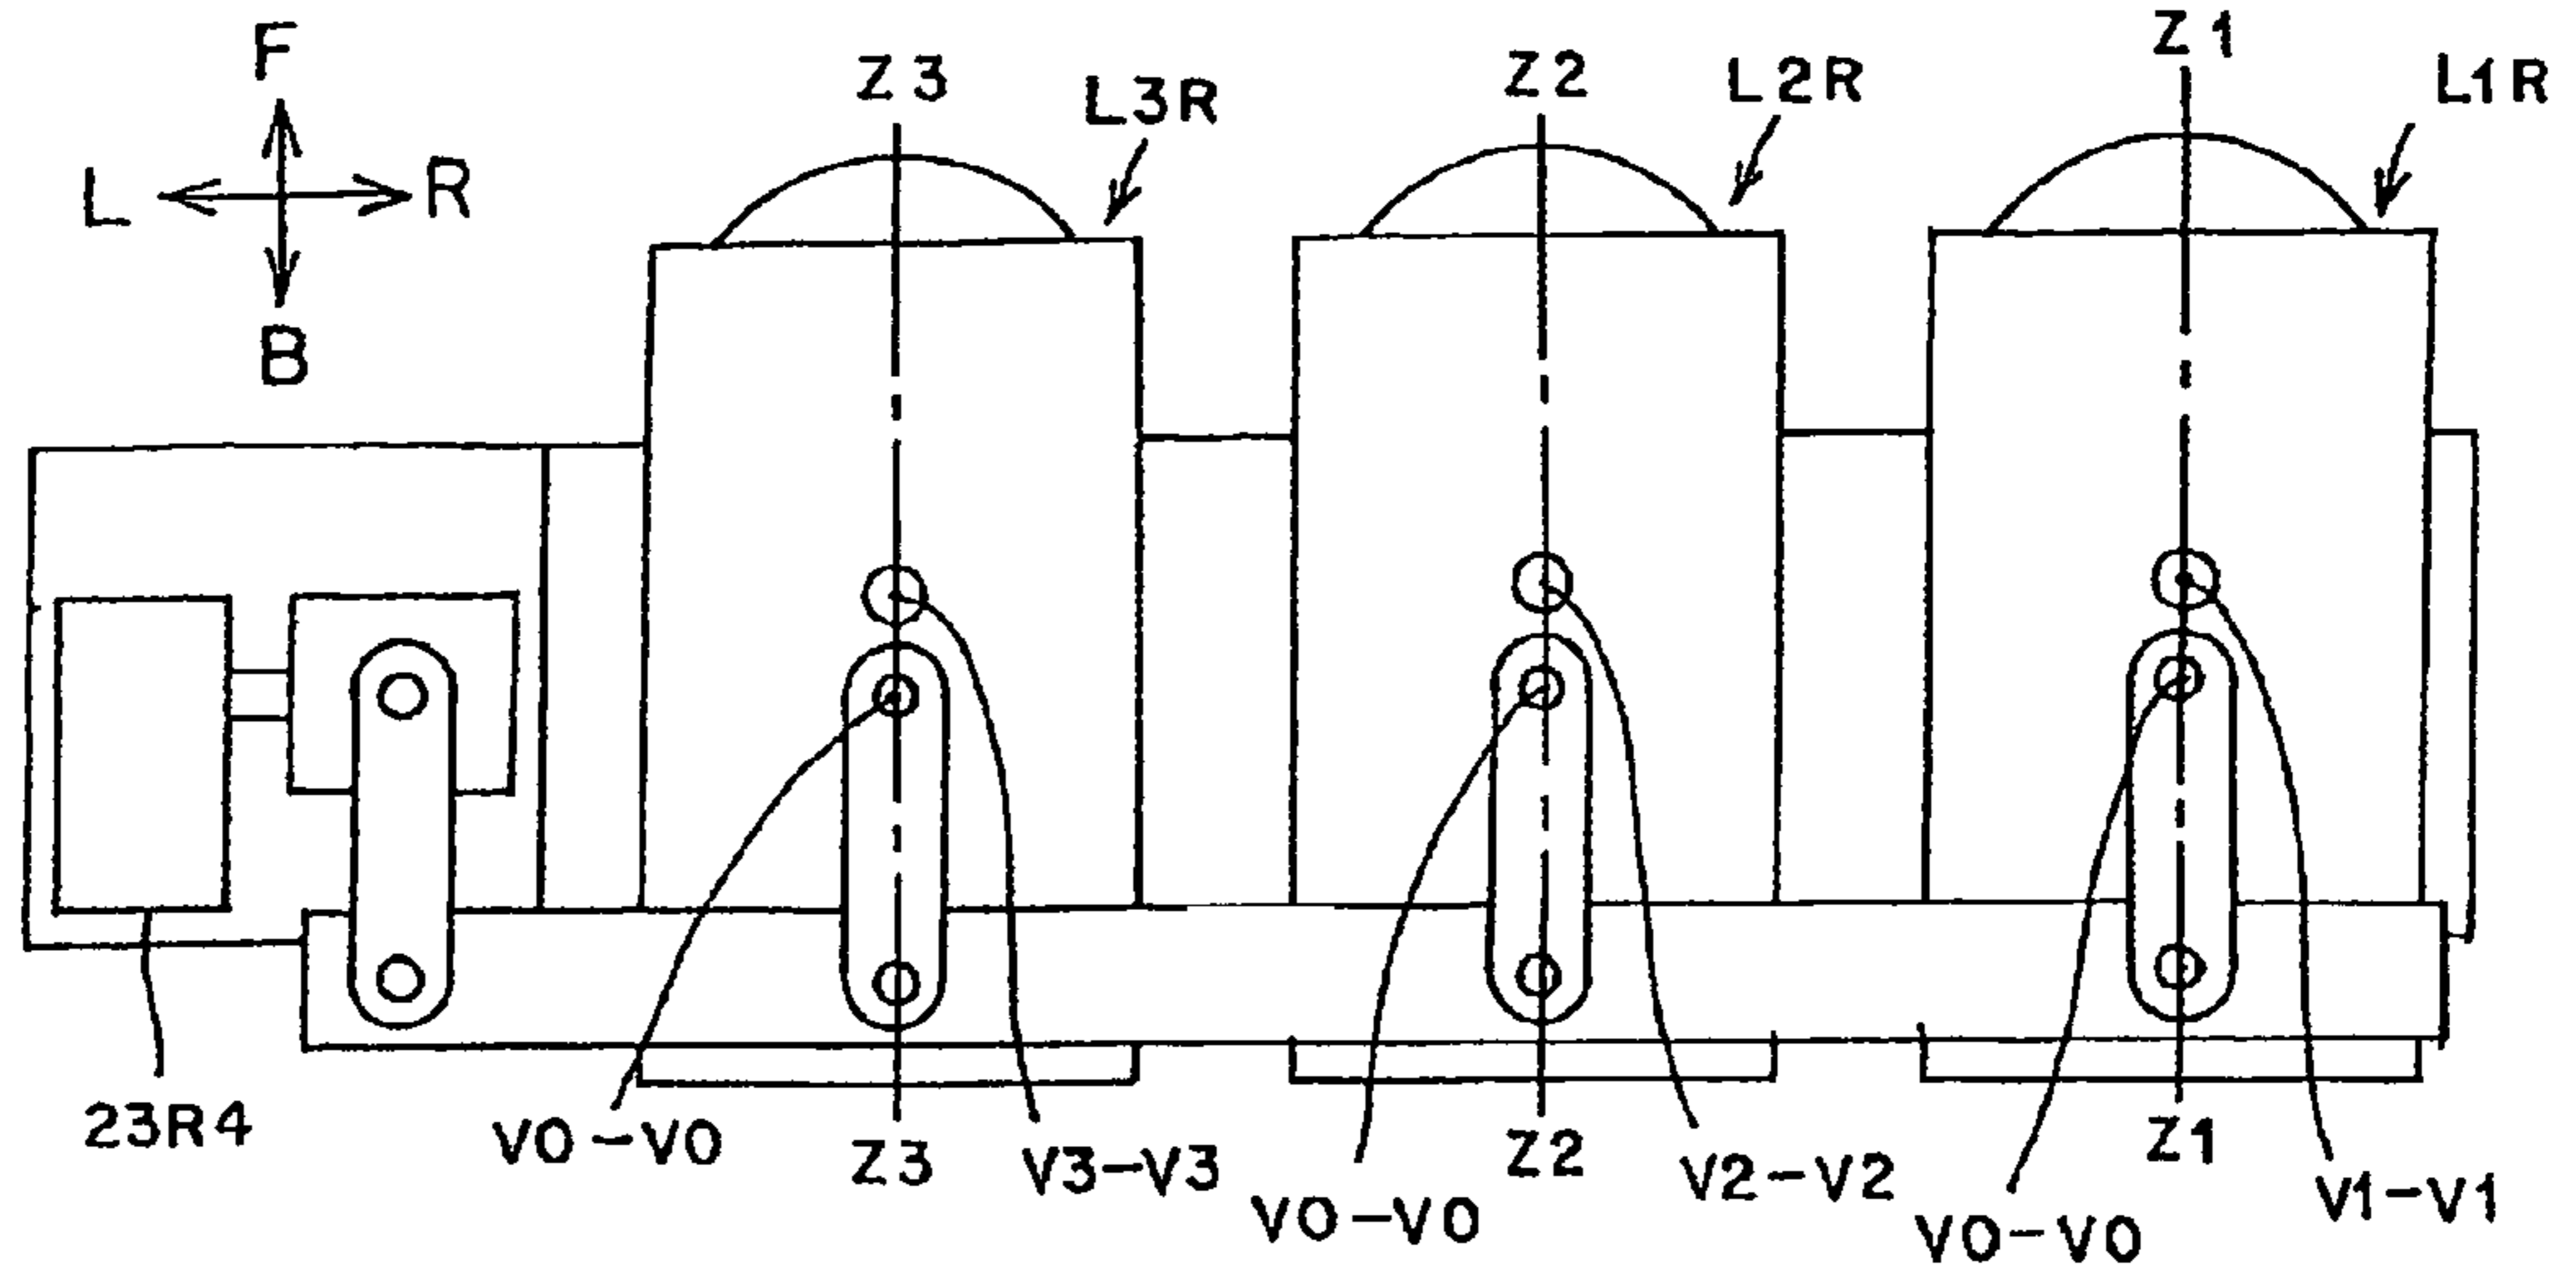 F
L R
B
Z3
L3R
Z2
L2R
Z1
L1R
23R4
V0-V0
Z3
V3-V3
V0-V0
Z2
V2-V2
V0-V0
Z1
V1-V1